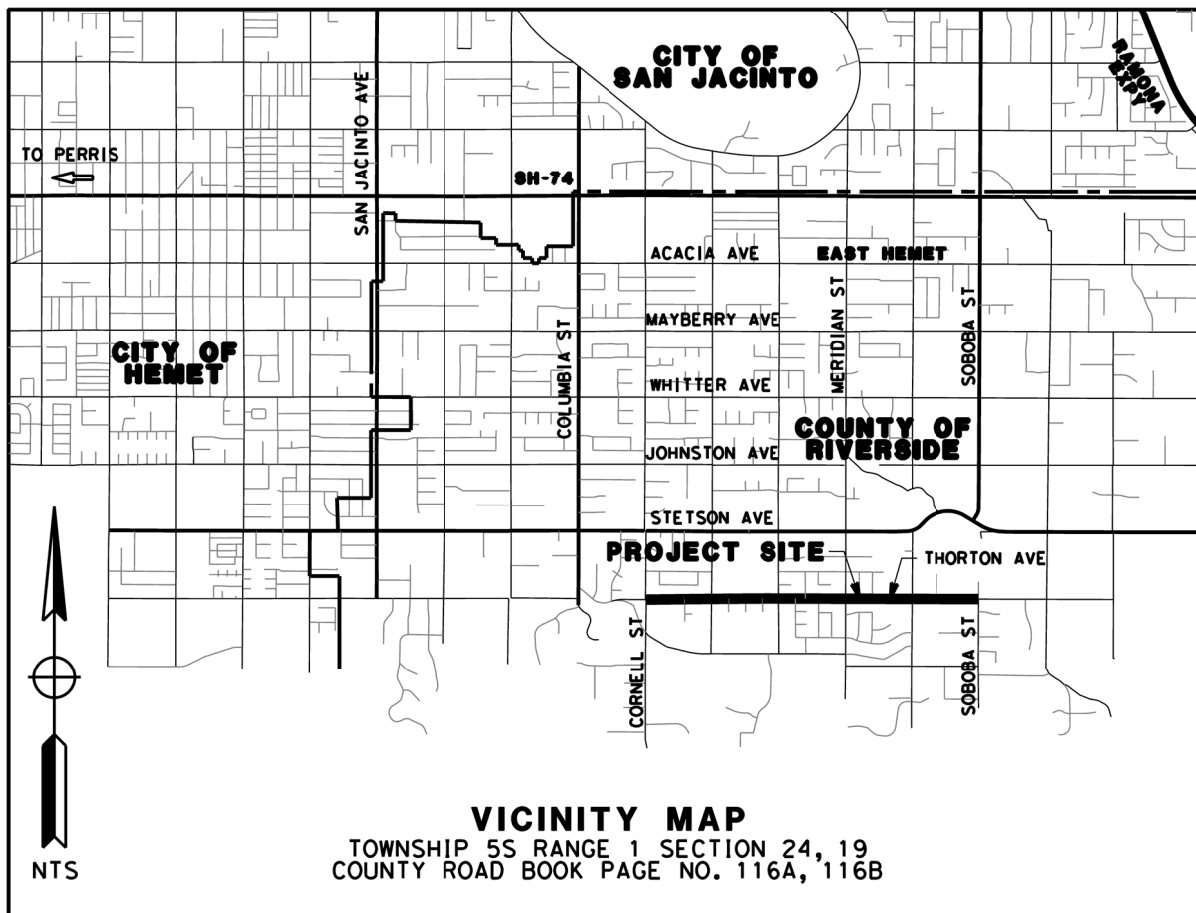 CITY OF
SAN JACINTO
RAMONA
EXPY
SAN JACINTO AVE
TO PERRIS
SH-74
ACACIA AVE
EAST HEMET
MAYBERRY AVE
MERIDIAN ST
SOBOBA ST
COLUMBIA ST
CITY OF
HEMET
WHITTER AVE
COUNTY OF
RIVERSIDE
JOHNSTON AVE
STETSON AVE
PROJECT SITE
THORTON AVE
CORNELL ST
SOBOBA ST
NTS
VICINITY MAP
TOWNSHIP 5S RANGE 1 SECTION 24, 19
COUNTY ROAD BOOK PAGE NO. 116A, 116B